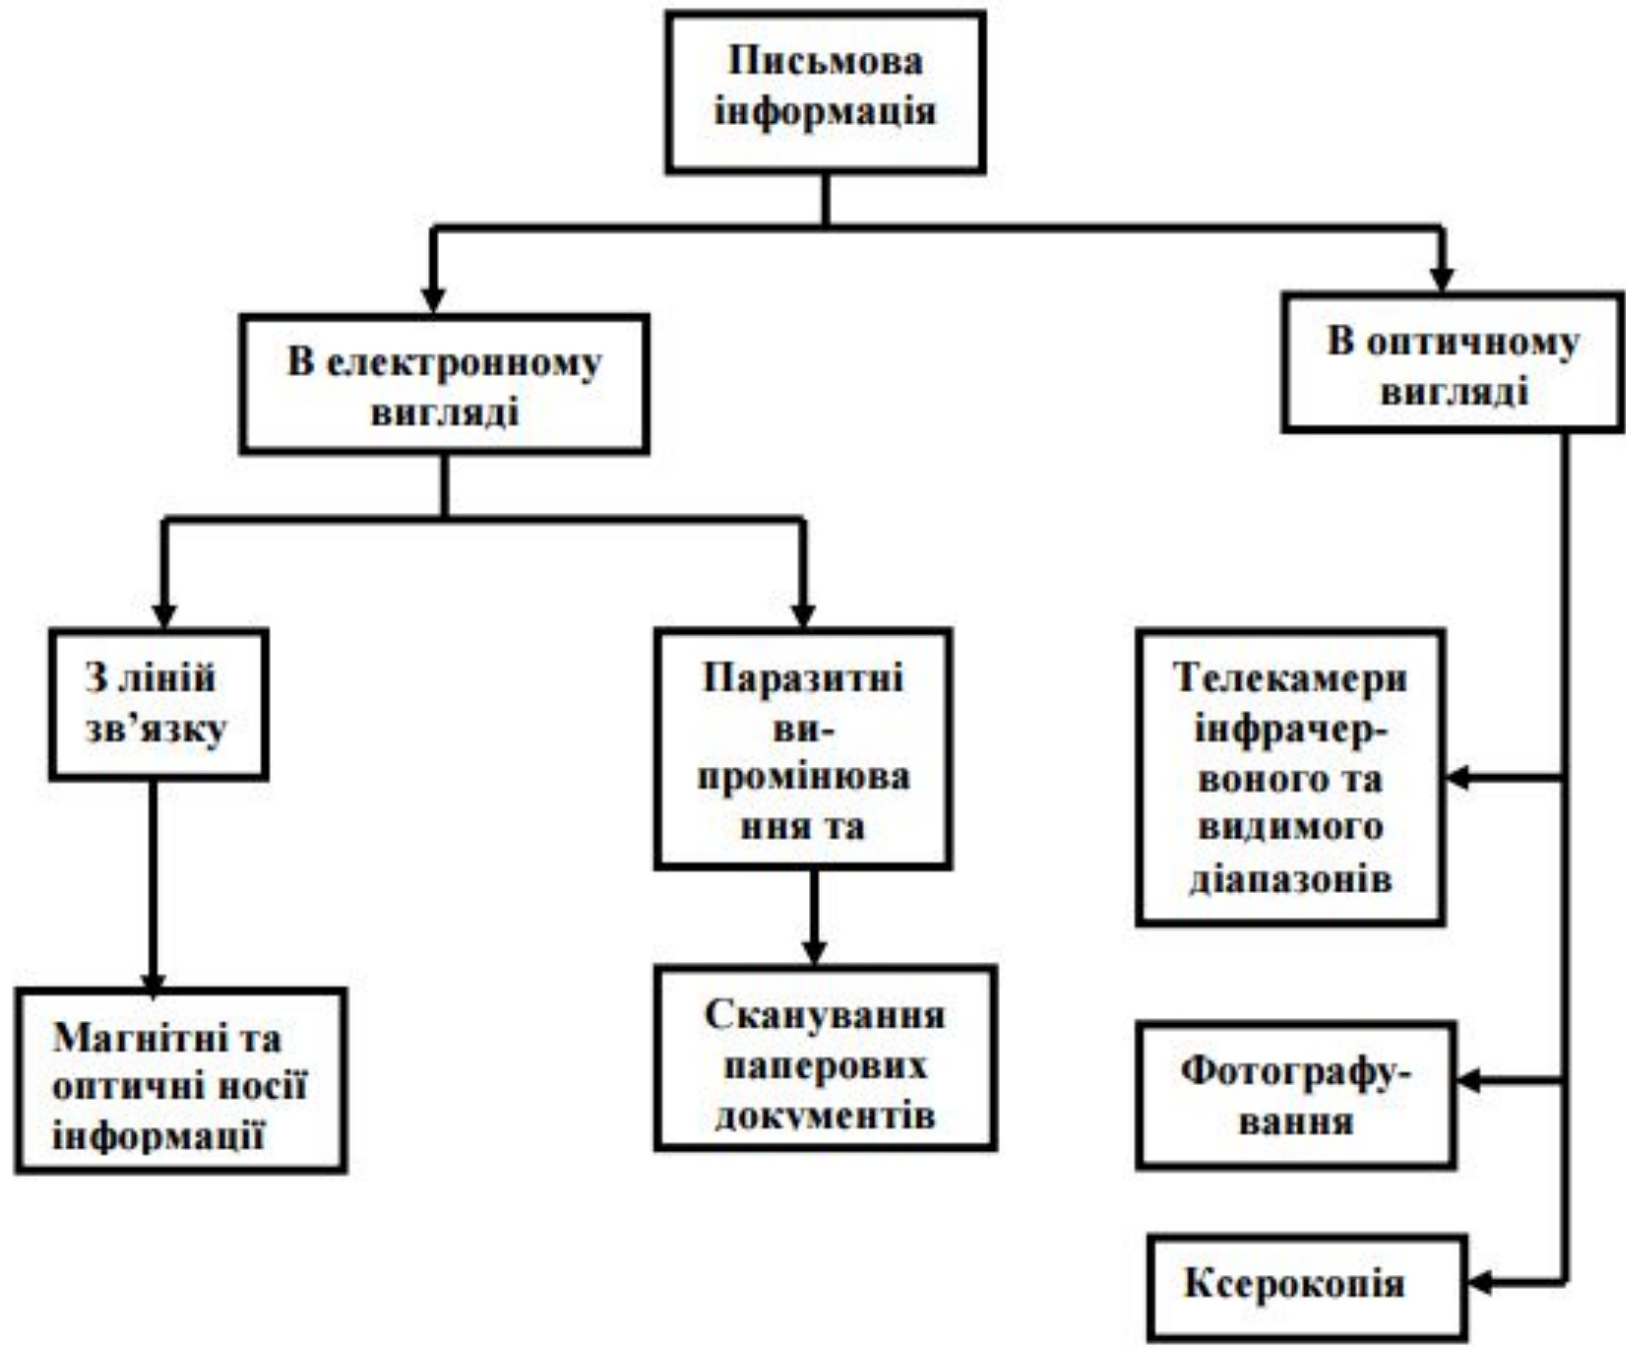 Письмова
інформація
В електронному
вигляді
В оптичному
вигляді
З ліній
зв’язку
Паразитні
ви-
промінюва
ння та
Телекамери
інфрачер-
воного та
видимого
діапазонів
Магнітні та
оптичні носії
інформації
Сканування
паперових
документів
Фотографу-
вання
Ксерокопія